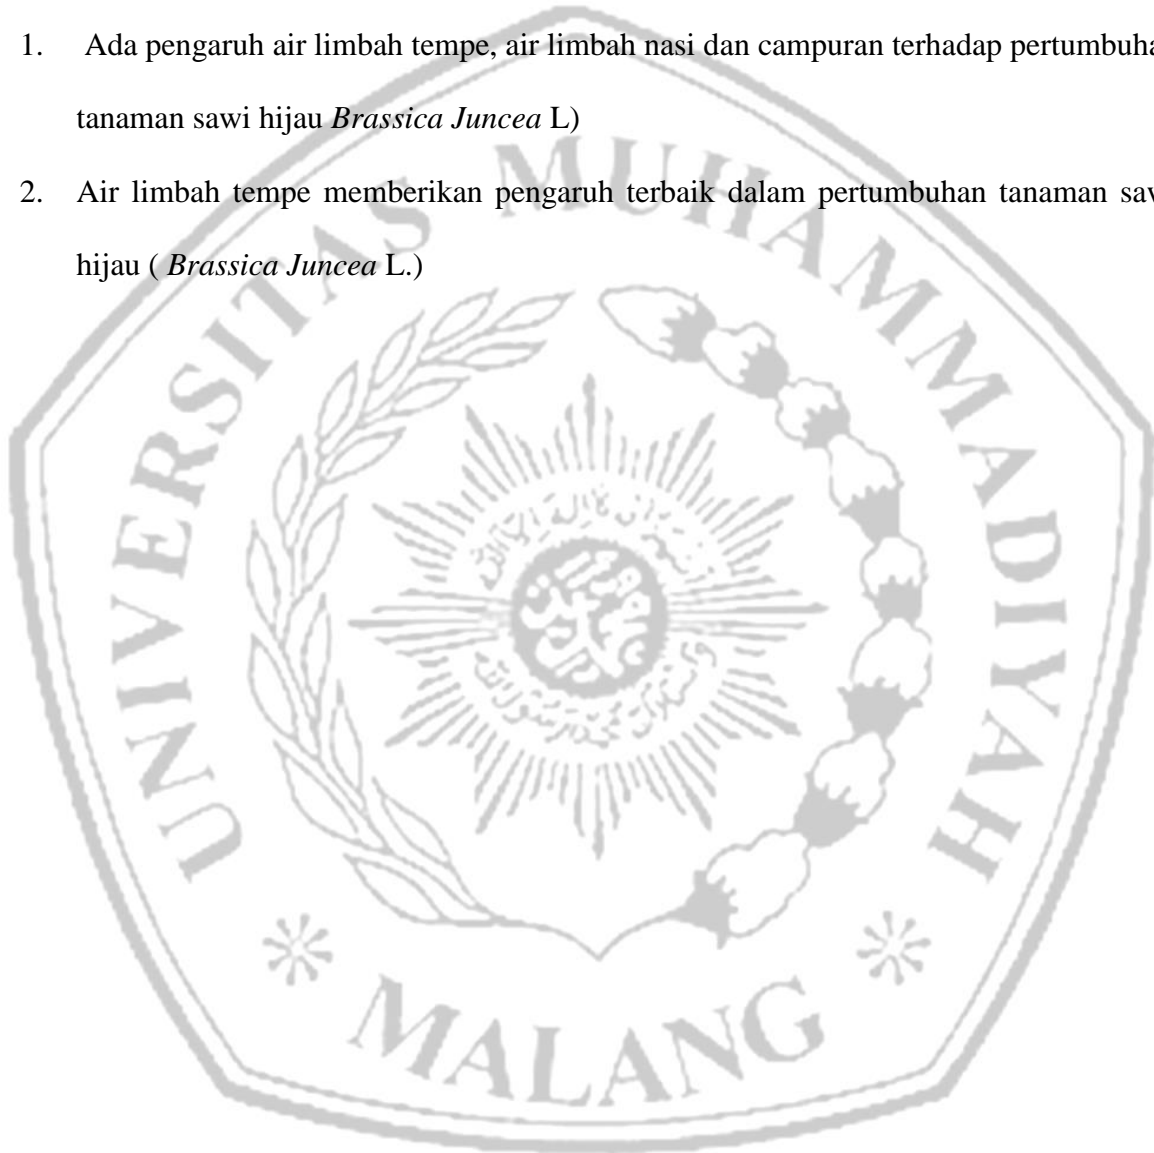 1. Ada pengaruh air limbah tempe, air limbah nasi dan campuran terhadap pertumbuha
tanaman sawi hijau Brassica Juncea L)
2. Air limbah tempe memberikan pengaruh terbaik dalam pertumbuhan tanaman saw
hijau ( Brassica Juncea L.)
UNIVERSITAS MUHAMMADIYAH
MALANG